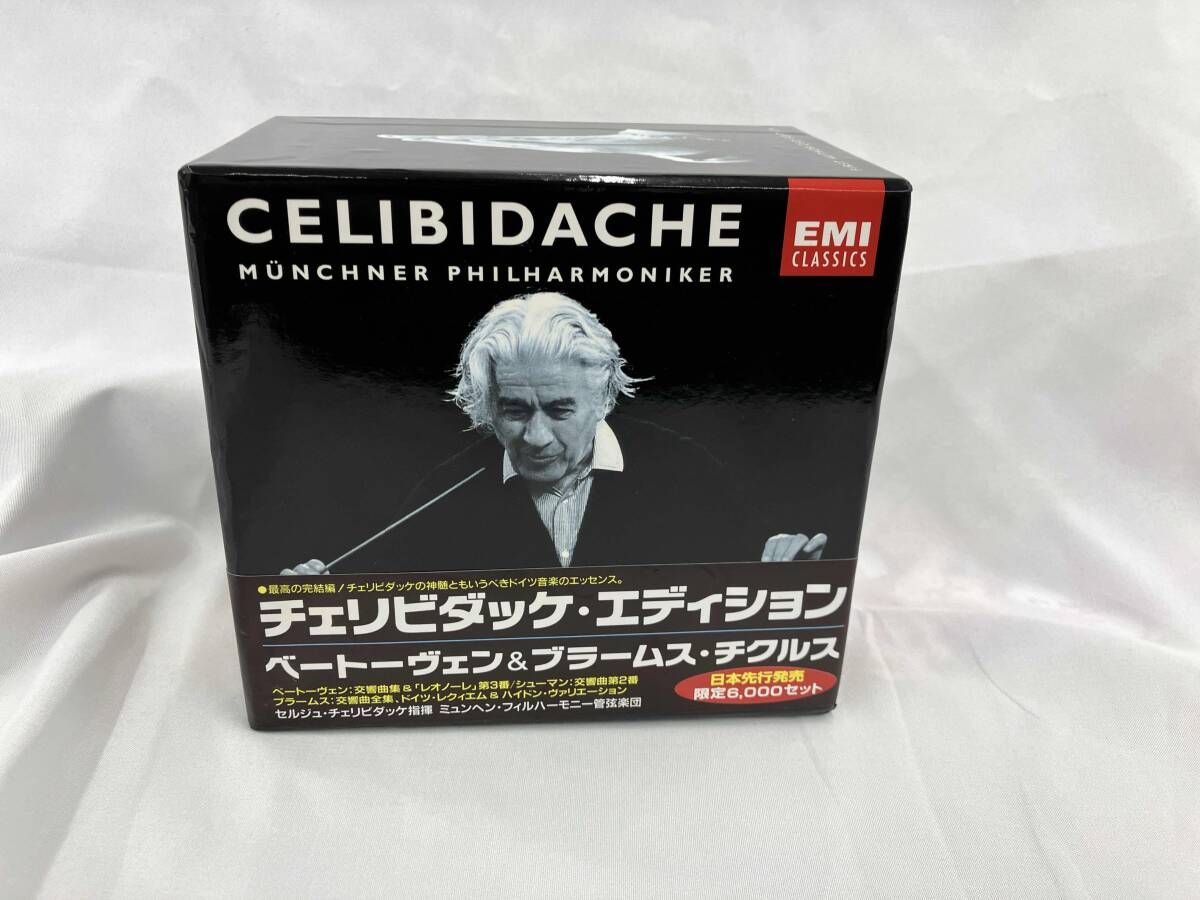 CELIBIDACHE
MÜNCHNER PHILHARMONIKER
EMI
CLASSICS
●最高の完結編！チェリビダッケの神髄ともいうべきドイツ音楽のエッセンス。
チェリビダッケ・エディション
ベートーヴェン&ブラームス・チクルス
ベートーヴェン：交響曲集&「レオノーレ」第3番/シューマン：交響曲第2番
ブラームス：交響曲全集、ドイツ・レクィエム&ハイドン・ヴァリエーション
セルジュ・チェリビダッケ指揮 ミュンヘン・フィルハーモニー管弦楽団
日本先行発売
限定6,000セット